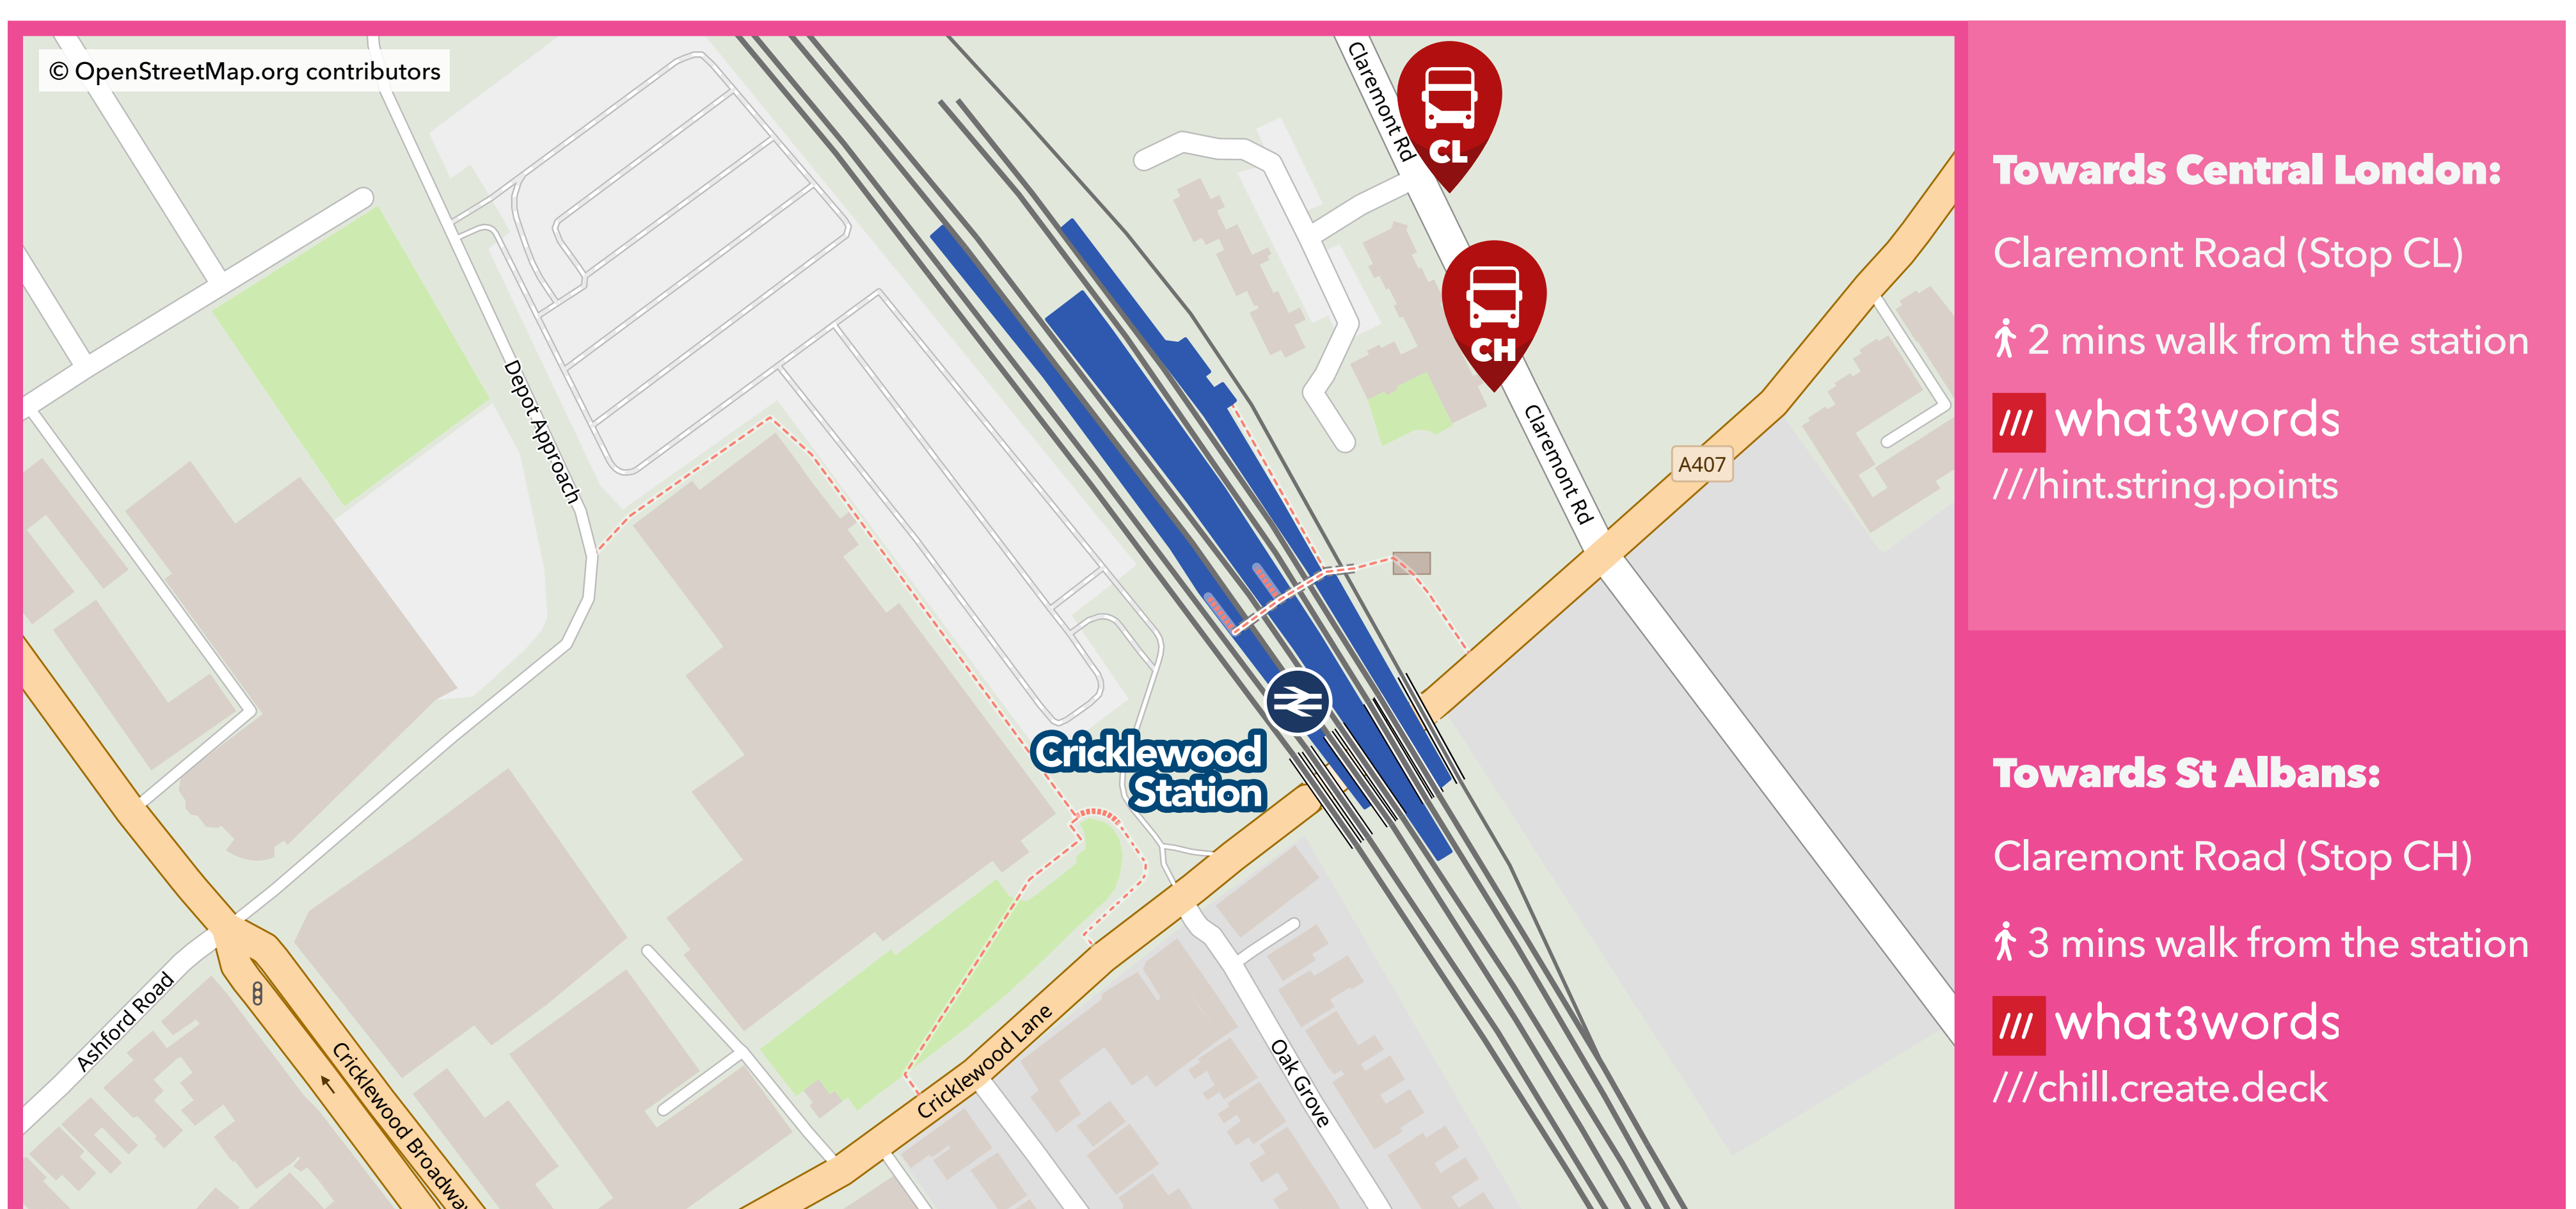 © OpenStreetMap.org contributors
Claremont Rd
CL
CH
Claremont Rd
A407
Depot Approach
Cricklewood
Station
Cricklewood Lane
Oak Grove
Ashford Road
Cricklewood Broadway
Towards Central London:
Claremont Road (Stop CL)
2 mins walk from the station
/// what3words
///hint.string.points
Towards St Albans:
Claremont Road (Stop CH)
3 mins walk from the station
/// what3words
///chill.create.deck